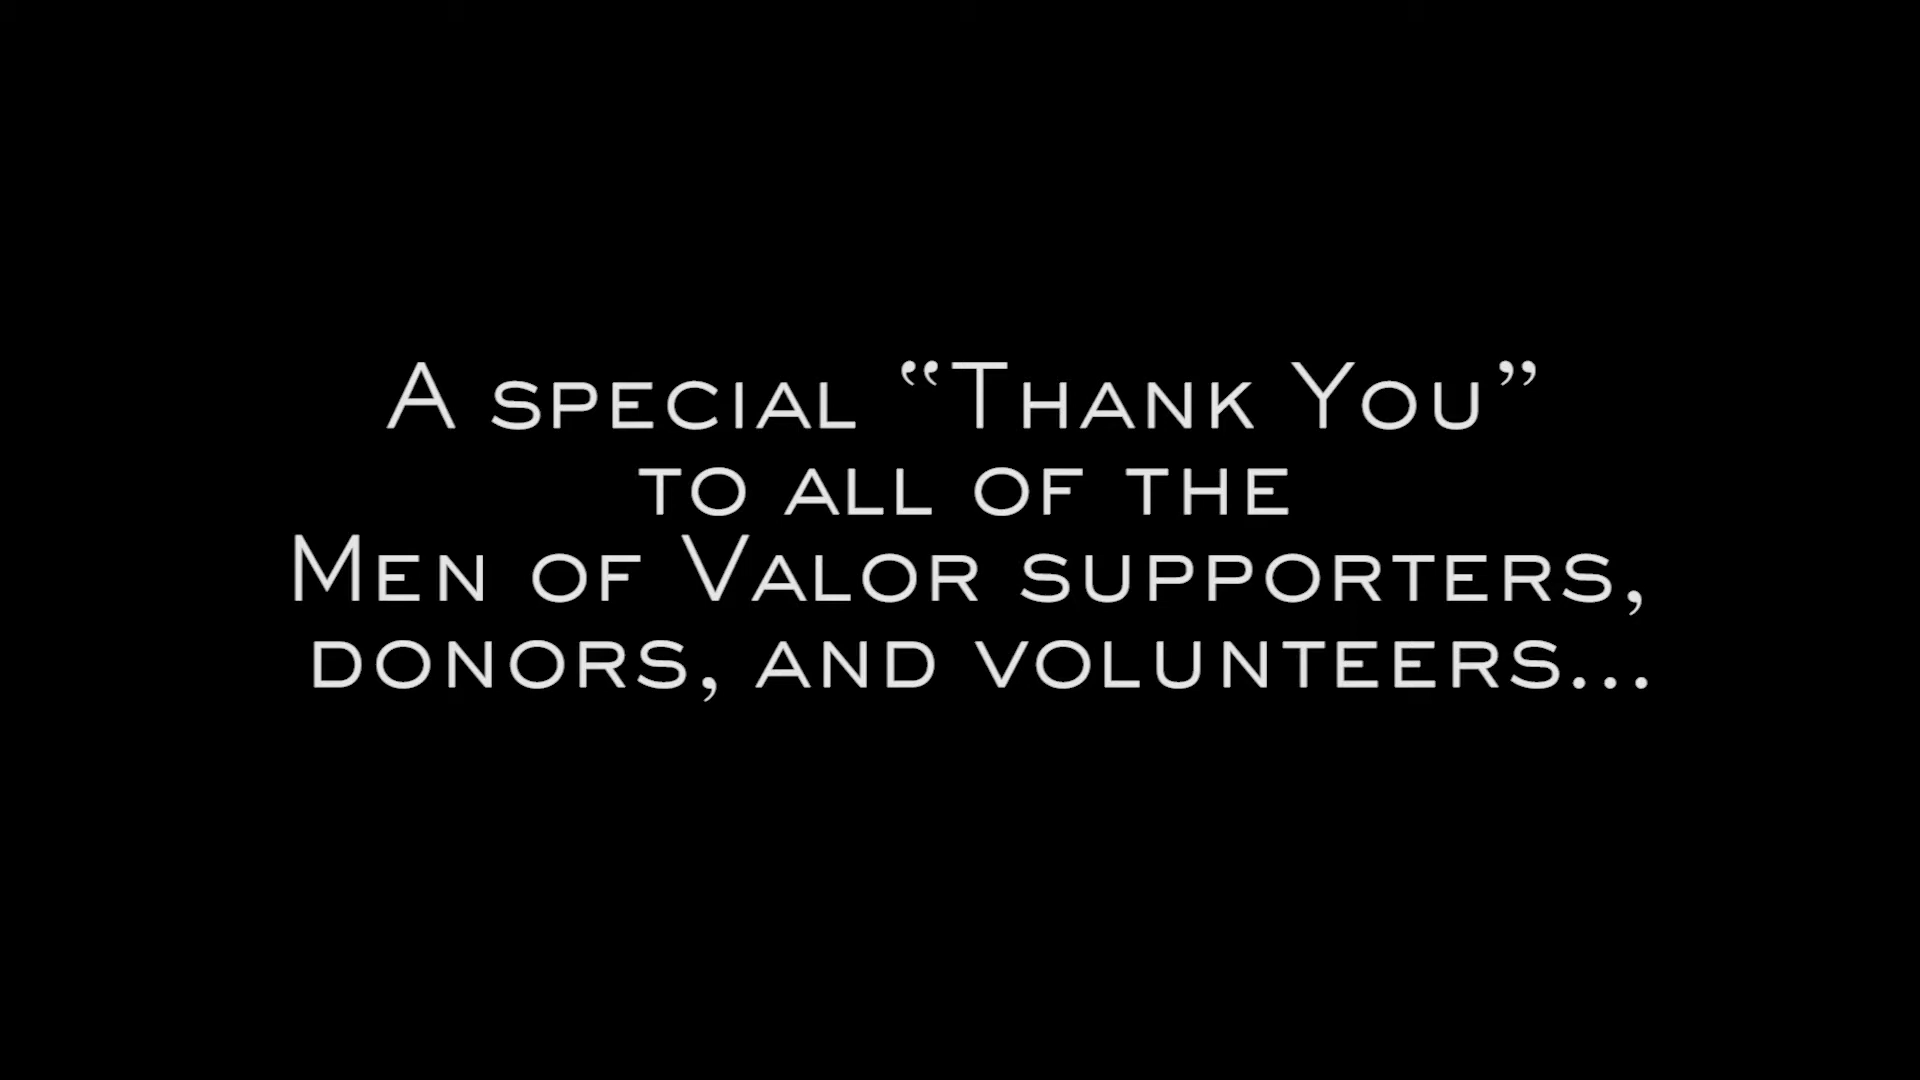 A special “Thank You”
to all of the
Men of Valor supporters,
donors, and volunteers...